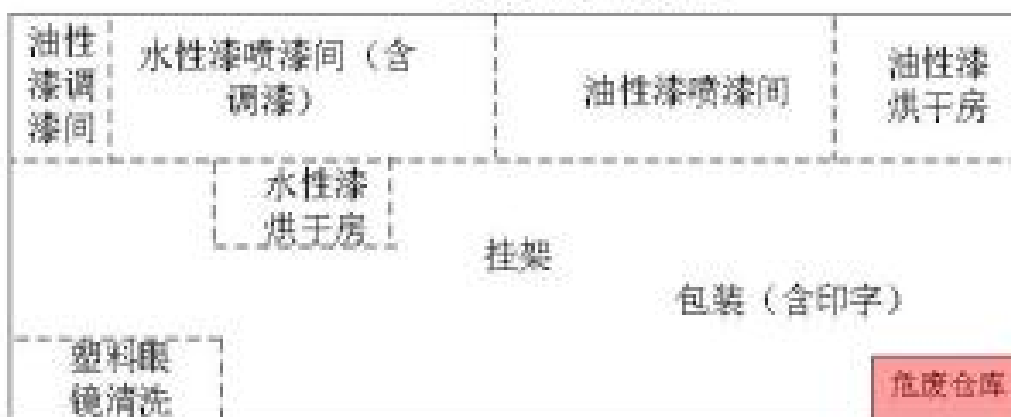 油性
漆调
漆间
水性漆喷漆间（含
调漆）
油性漆喷漆间
油性漆
烘干房
水性漆
烘干房
挂架
包装（含印字）
塑料眼
镜清洗
危废仓库